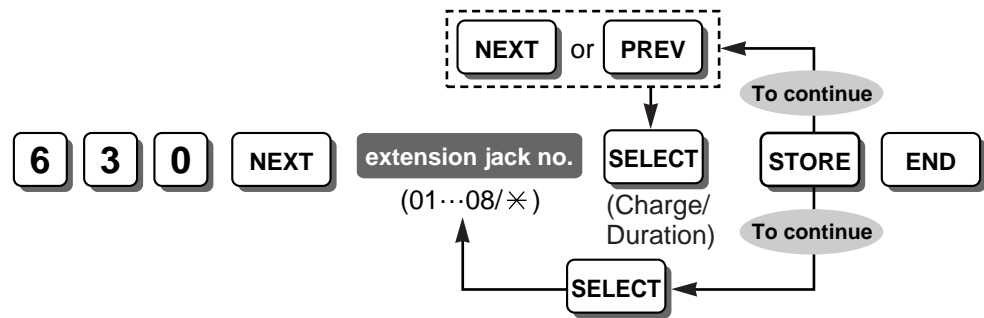 NEXT or PREV
To continue
6 3 0 NEXT extension jack no. SELECT STORE END
(01···08/✳)
(Charge/
Duration)
To continue
SELECT